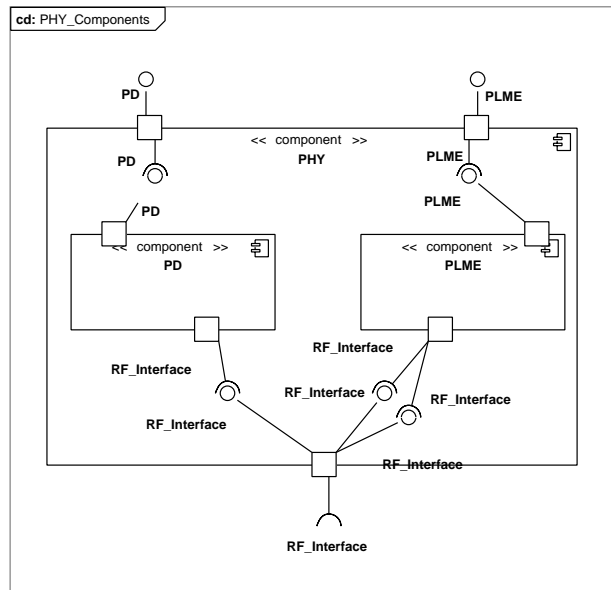 cd: PHY_Components
PD
PLME
<< component >>
PHY
PD
PLME
PD
PLME
<< component >>
PD
<< component >>
PLME
RF_Interface
RF_Interface
RF_Interface
RF_Interface
RF_Interface
RF_Interface
RF_Interface